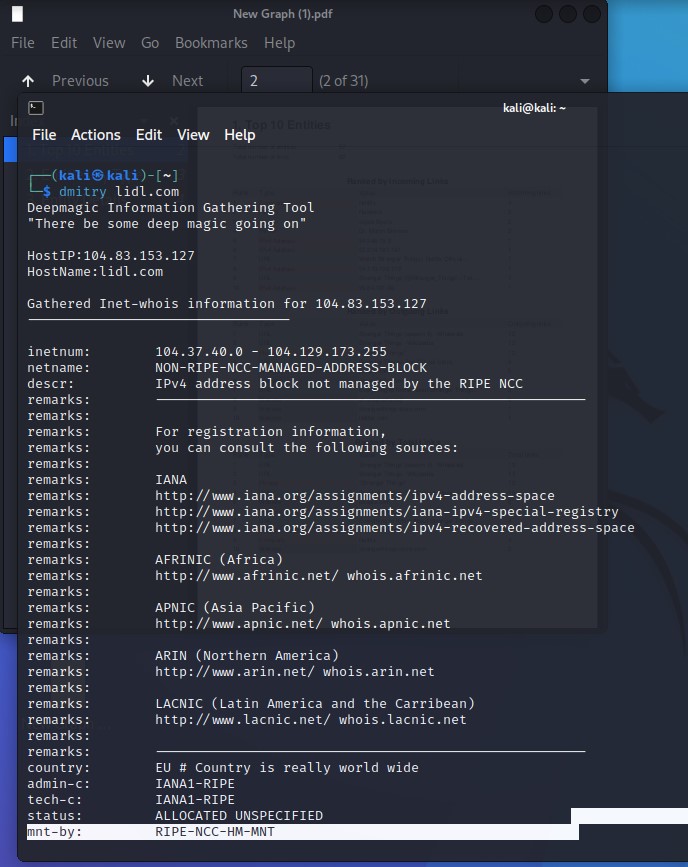 New Graph (1).pdf
File Edit View Go Bookmarks Help
Previous Next 2 (2 of 31)
kali@kali: ~
File Actions Edit View Help
Top 10 Entities
┌──(kali㉿kali)-[~]
└─$ dmitry lidl.com
Deepmagic Information Gathering Tool
"There be some deep magic going on"
HostIP:104.83.153.127
HostName:lidl.com
Gathered Inet-whois information for 104.83.153.127
inetnum: 104.37.40.0 - 104.129.173.255
netname: NON-RIPE-NCC-MANAGED-ADDRESS-BLOCK
descr: IPv4 address block not managed by the RIPE NCC
remarks:
remarks:
remarks: For registration information,
remarks: you can consult the following sources:
remarks:
remarks: IANA
remarks: http://www.iana.org/assignments/ipv4-address-space
remarks: http://www.iana.org/assignments/iana-ipv4-special-registry
remarks: http://www.iana.org/assignments/ipv4-recovered-address-space
remarks:
remarks: AFRINIC (Africa)
remarks: http://www.afrinic.net/ whois.afrinic.net
remarks:
remarks: APNIC (Asia Pacific)
remarks: http://www.apnic.net/ whois.apnic.net
remarks:
remarks: ARIN (Northern America)
remarks: http://www.arin.net/ whois.arin.net
remarks:
remarks: LACNIC (Latin America and the Carribean)
remarks: http://www.lacnic.net/ whois.lacnic.net
remarks:
remarks:
country: EU # Country is really world wide
admin-c: IANA1-RIPE
tech-c: IANA1-RIPE
status: ALLOCATED UNSPECIFIED
mnt-by: RIPE-NCC-HM-MNT